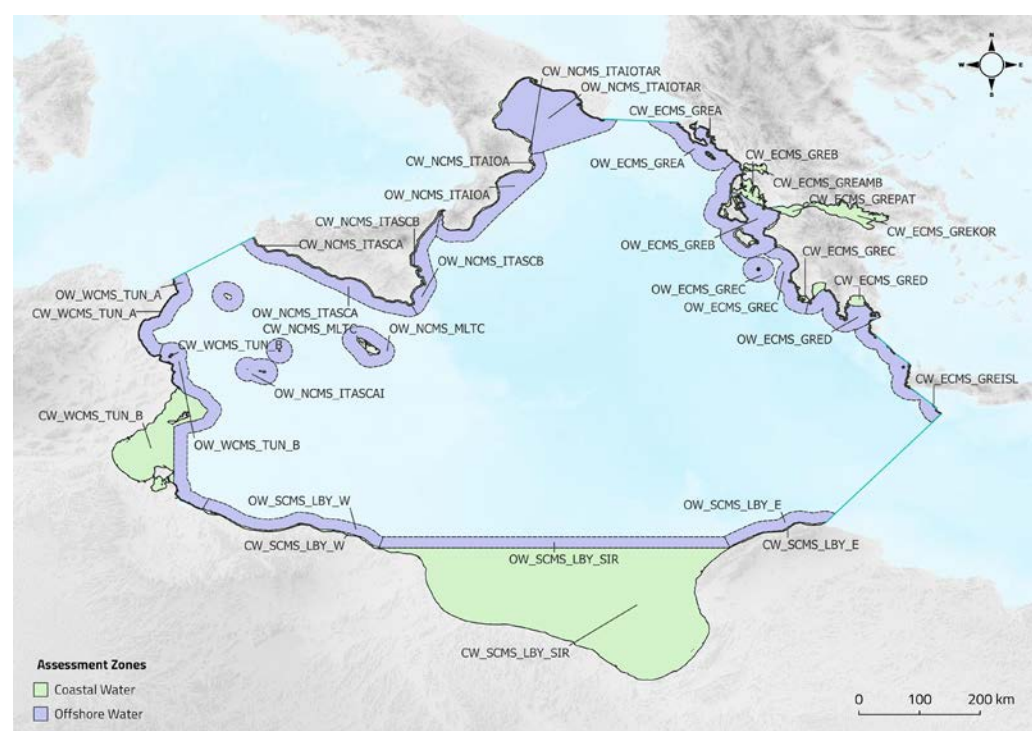 N
W E
S
CW_NCMS_ITAIOTAR
OW_NCMS_ITAIOTAR
CW_ECMS_GREA
CW_NCMS_ITAIOA
OW_ECMS_GREA
CW_ECMS_GREB
CW_ECMS_GREAMB
OW_NCMS_ITAIOA
CW_ECMS_GREPAT
CW_NCMS_ITASCB
CW_ECMS_GREKOR
CW_NCMS_ITASCA
OW_ECMS_GREB
CW_ECMS_GREC
OW_NCMS_ITASCB
OW_WCMS_TUN_A
CW_ECMS_GRED
OW_ECMS_GREC
CW_WCMS_TUN_A
OW_NCMS_ITASCA
OW_ECMS_GREC
CW_NCMS_MLTC
OW_NCMS_MLTC
OW_ECMS_GRED
CW_WCMS_TUN_B
CW_ECMS_GREISL
OW_NCMS_ITASCAI
CW_WCMS_TUN_B
OW_WCMS_TUN_B
OW_SCMS_LBY_W
OW_SCMS_LBY_E
CW_SCMS_LBY_W
CW_SCMS_LBY_E
OW_SCMS_LBY_SIR
CW_SCMS_LBY_SIR
Assessment Zones
Coastal Water
Offshore Water
0 100 200 km